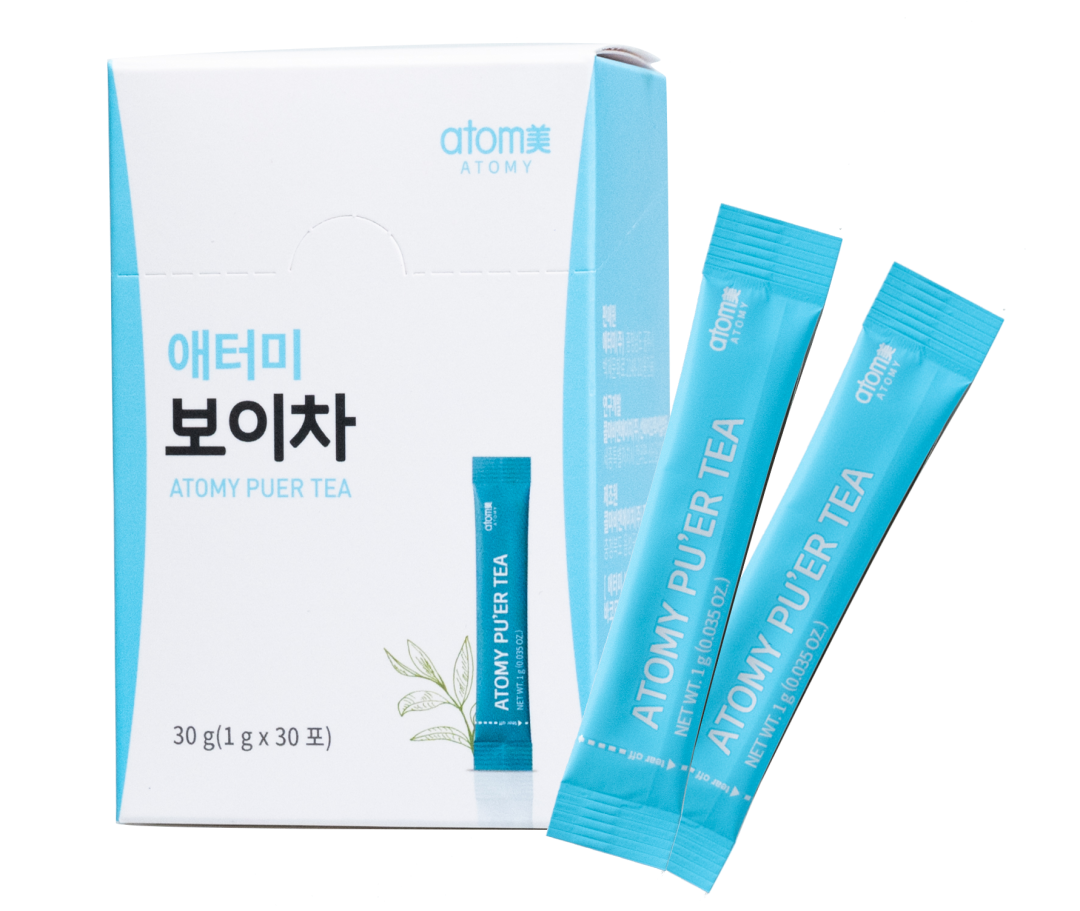 atom美
ATOMY
애터미
보이차
ATOMY PUER TEA
30 g(1 g x 30 포)
atom美
ATOMY
ATOMY PU'ER TEA
NET WT. 1 g (0.035 OZ.)
atom美
ATOMY
ATOMY PU'ER TEA
NET WT. 1 g (0.035 OZ.)
tear off
atom美
ATOMY
ATOMY PU'ER TEA
NET WT. 1 g (0.035 OZ.)
tear off